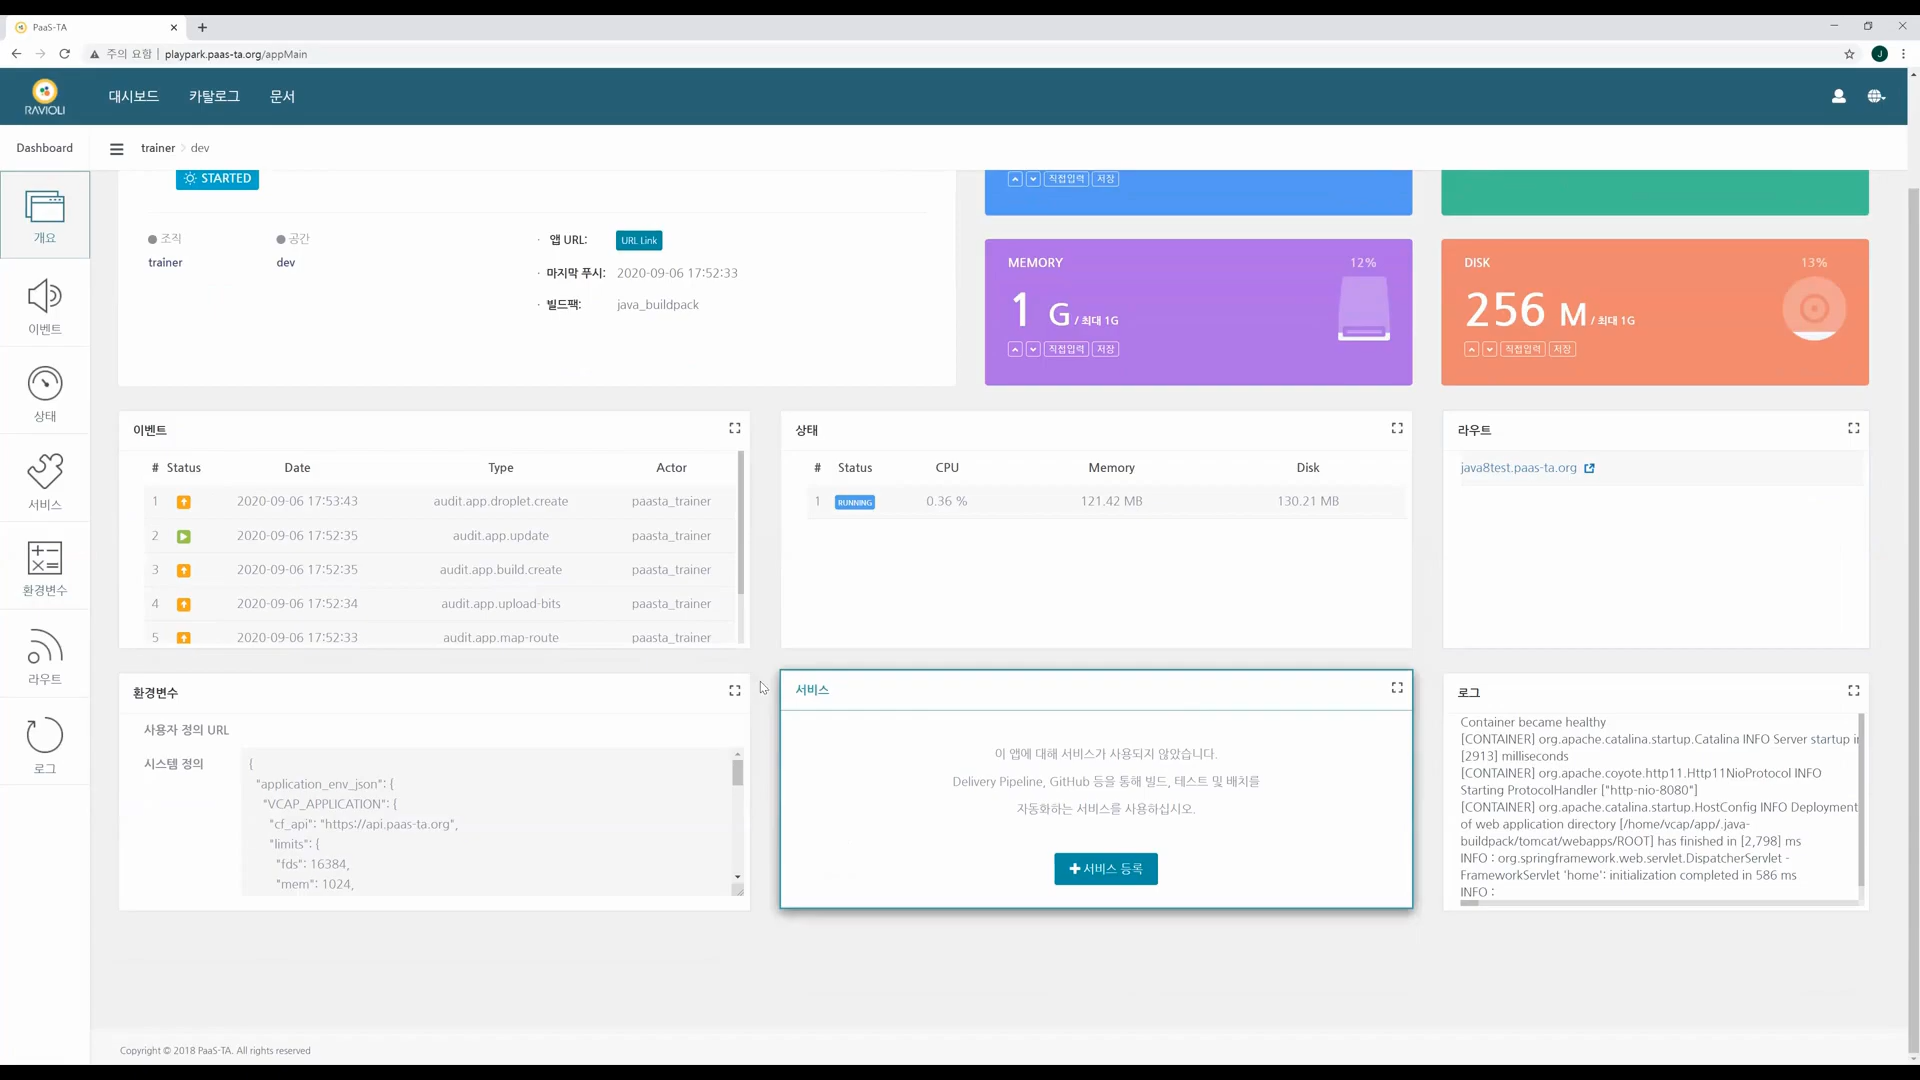 PaaS-TA
주의 요함
playpark.paas-ta.org/appMain
J
RAVIOLI
대시보드
카탈로그
문서
Dashboard
trainer
dev
STARTED
직접입력
저장
개요
이벤트
상태
서비스
환경변수
라우트
로그
조직
공간
trainer
dev
앱 URL:
URL Link
마지막 푸시:
2020-09-06 17:52:33
빌드팩:
java_buildpack
MEMORY
12%
1 G / 최대 1G
직접입력
저장
DISK
13%
256 M / 최대 1G
직접입력
저장
이벤트
# Status Date Type Actor
1 2020-09-06 17:53:43 audit.app.droplet.create paasta_trainer
2 2020-09-06 17:52:35 audit.app.update paasta_trainer
3 2020-09-06 17:52:35 audit.app.build.create paasta_trainer
4 2020-09-06 17:52:34 audit.app.upload-bits paasta_trainer
5 2020-09-06 17:52:33 audit.app.map-route paasta_trainer
상태
# Status CPU Memory Disk
1 RUNNING 0.36 % 121.42 MB 130.21 MB
라우트
java8test.paas-ta.org
환경변수
사용자 정의 URL
시스템 정의
{
"application_env_json": {
"VCAP_APPLICATION": {
"cf_api": "https://api.paas-ta.org",
"limits": {
"fds": 16384,
"mem": 1024,
서비스
이 앱에 대해 서비스가 사용되지 않았습니다.
Delivery Pipeline, GitHub 등을 통해 빌드, 테스트 및 배치를
자동화하는 서비스를 사용하십시오.
서비스 등록
로그
Container became healthy
[CONTAINER] org.apache.catalina.startup.Catalina INFO Server startup in
[2913] milliseconds
[CONTAINER] org.apache.coyote.http11.Http11NioProtocol INFO
Starting ProtocolHandler ["http-nio-8080"]
[CONTAINER] org.apache.catalina.startup.HostConfig INFO Deployment
of web application directory [/home/vcap/app/.java-
buildpack/tomcat/webapps/ROOT] has finished in [2,798] ms
INFO : org.springframework.web.servlet.DispatcherServlet -
FrameworkServlet 'home': initialization completed in 586 ms
INFO :
Copyright © 2018 PaaS-TA. All rights reserved